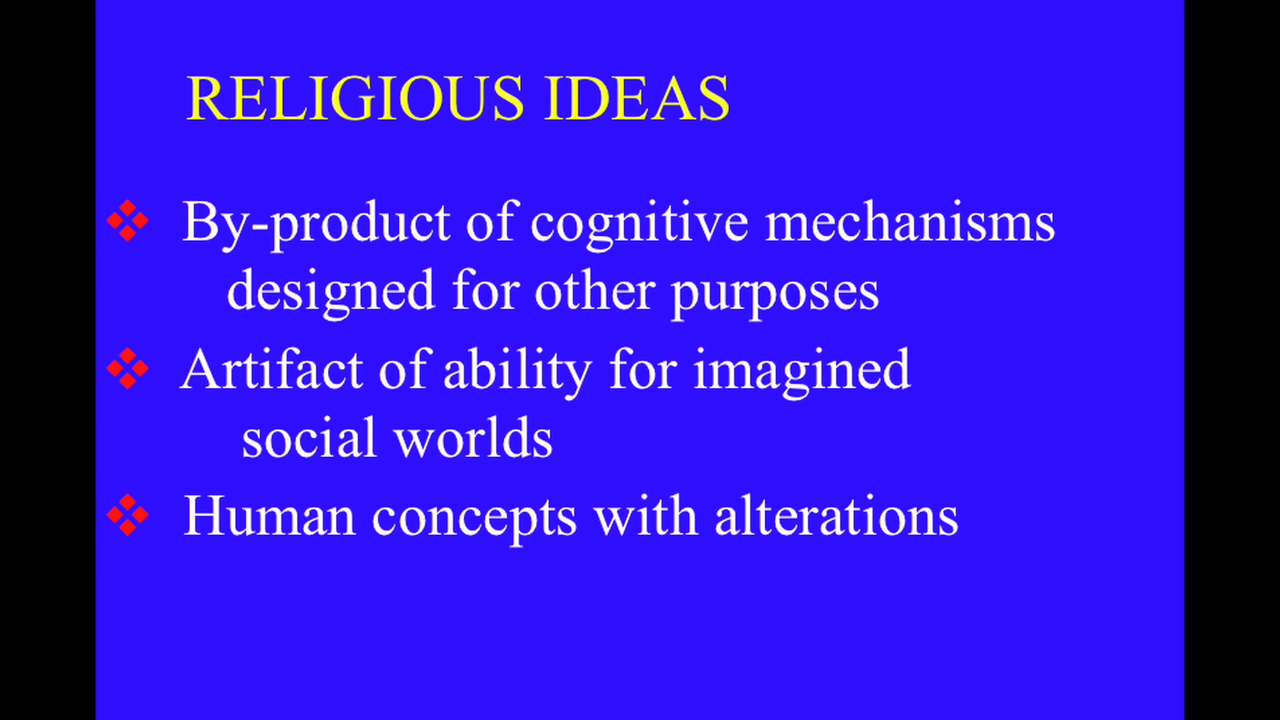 RELIGIOUS IDEAS
❖ By-product of cognitive mechanisms
designed for other purposes
❖ Artifact of ability for imagined
social worlds
❖ Human concepts with alterations